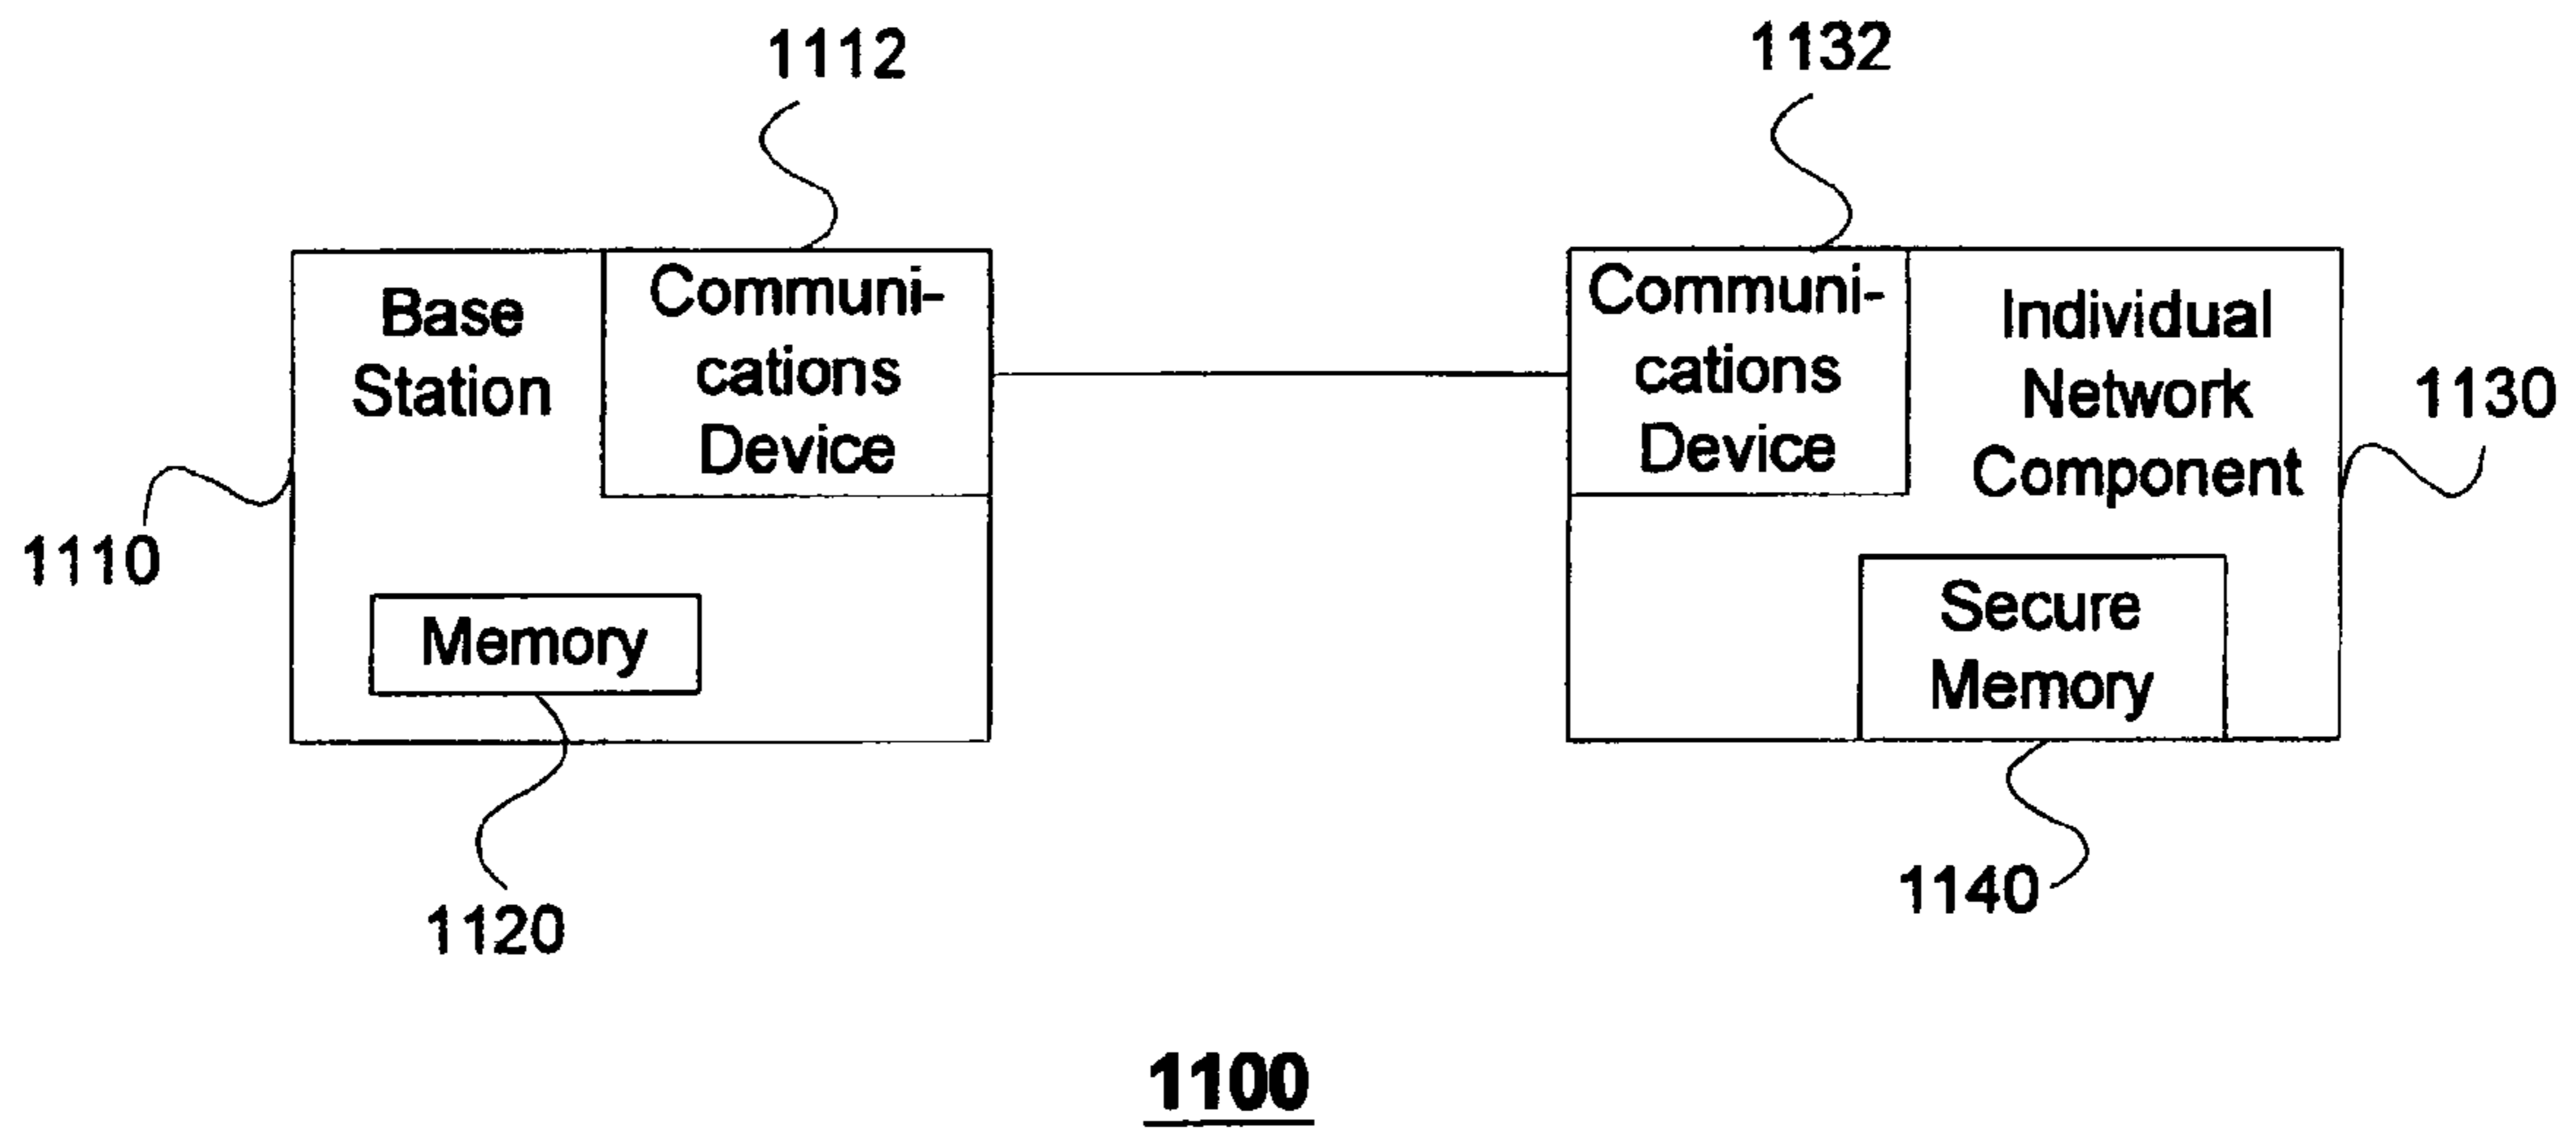 1112
1132
Base
Station
Communi-
cations
Device
Communi-
cations
Device
Individual
Network
Component
1130
1110
Memory
Secure
Memory
1120
1140
1100